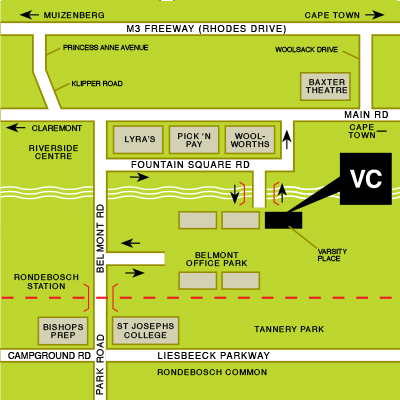 MUIZENBERG
CAPE TOWN
M3 FREEWAY (RHODES DRIVE)
PRINCESS ANNE AVENUE
WOOLSACK DRIVE
KLIPPER ROAD
BAXTER
THEATRE
MAIN RD
CLAREMONT
CAPE
TOWN
RIVERSIDE
CENTRE
LYRA'S
PICK 'N
PAY
WOOL-
WORTHS
FOUNTAIN SQUARE RD
VC
BELMONT RD
VARSITY
PLACE
BELMONT
OFFICE PARK
RONDEBOSCH
STATION
BISHOPS
PREP
ST JOSEPHS
COLLEGE
TANNERY PARK
CAMPGROUND RD
LIESBEECK PARKWAY
PARK ROAD
RONDEBOSCH COMMON